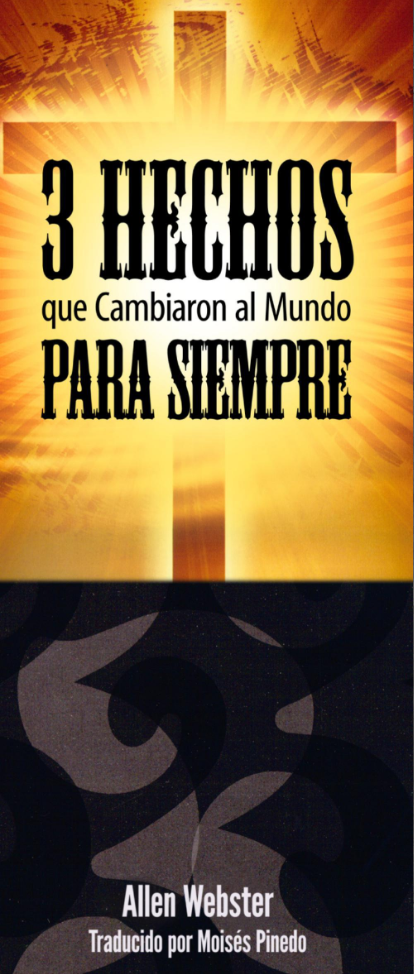 3 HECHOS
que Cambiaron al Mundo
PARA SIEMPRE
Allen Webster
Traducido por Moisés Pinedo